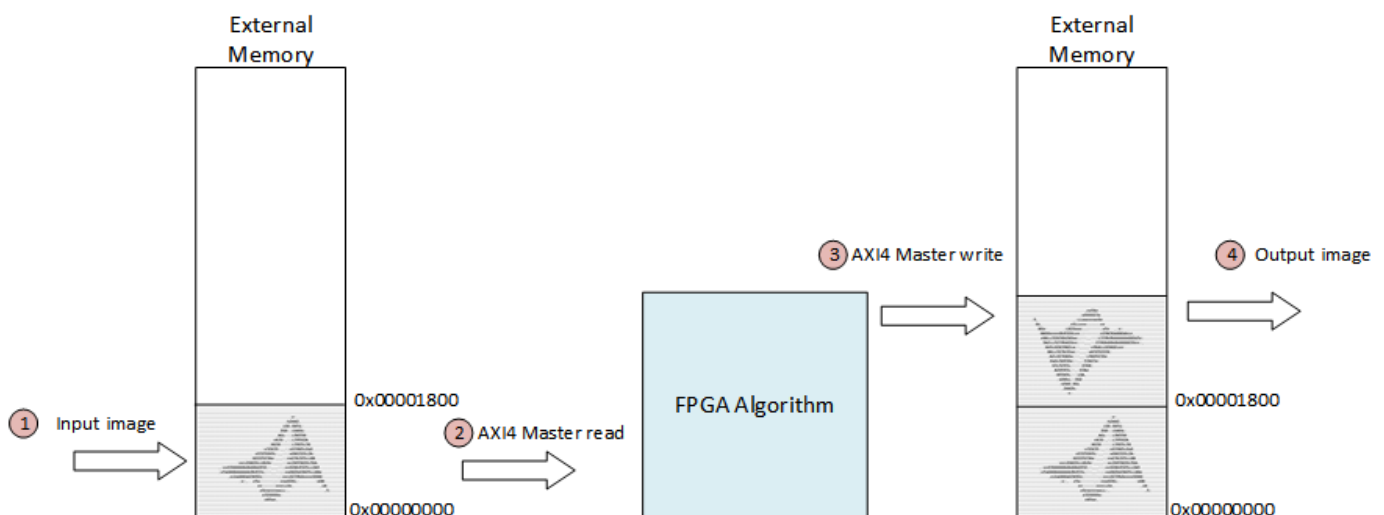 External
Memory
External
Memory
3 AXI4 Master write
4 Output image
0x00001800
0x00001800
FPGA Algorithm
1 Input image
2 AXI4 Master read
0x00000000
0x00000000